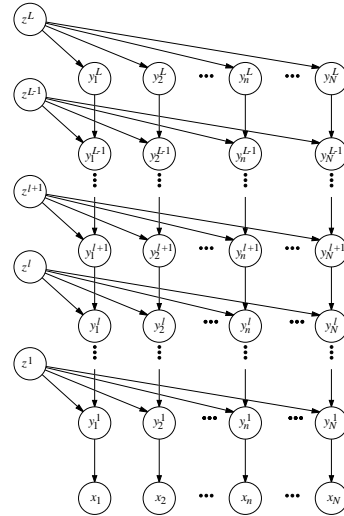 z^L
y_1^L y_2^L ••• y_n^L ••• y_N^L
z^{L-1}
y_1^{L-1} y_2^{L-1} ••• y_n^{L-1} ••• y_N^{L-1}
z^{l+1}
y_1^{l+1} y_2^{l+1} ••• y_n^{l+1} ••• y_N^{l+1}
z^l
y_1^l y_2^l ••• y_n^l ••• y_N^l
z^1
y_1^1 y_2^1 ••• y_n^1 ••• y_N^1
x_1 x_2 ••• x_n ••• x_N